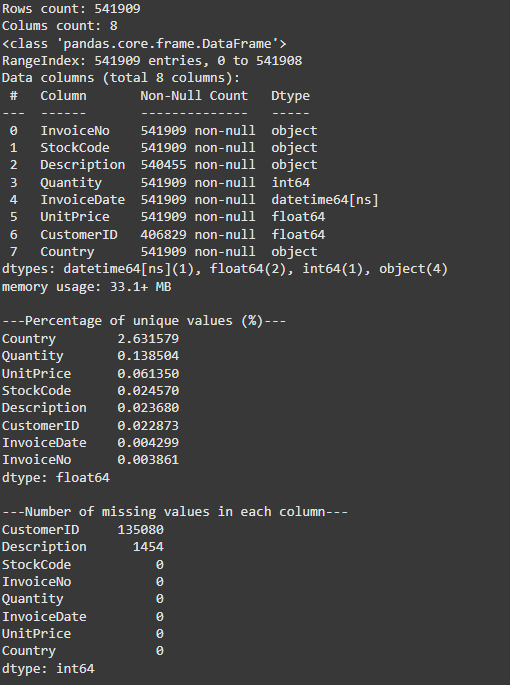 Rows count: 541909
Colums count: 8
<class 'pandas.core.frame.DataFrame'>
RangeIndex: 541909 entries, 0 to 541908
Data columns (total 8 columns):
 #   Column       Non-Null Count   Dtype
---  ------       --------------   -----
 0   InvoiceNo    541909 non-null  object
 1   StockCode    541909 non-null  object
 2   Description  540455 non-null  object
 3   Quantity     541909 non-null  int64
 4   InvoiceDate  541909 non-null  datetime64[ns]
 5   UnitPrice    541909 non-null  float64
 6   CustomerID   406829 non-null  float64
 7   Country      541909 non-null  object
dtypes: datetime64[ns](1), float64(2), int64(1), object(4)
memory usage: 33.1+ MB

---Percentage of unique values (%)---
Country        2.631579
Quantity       0.138504
UnitPrice      0.061350
StockCode      0.024570
Description    0.023680
CustomerID     0.022873
InvoiceDate    0.004299
InvoiceNo      0.003861
dtype: float64

---Number of missing values in each column---
CustomerID     135080
Description      1454
StockCode           0
InvoiceNo           0
Quantity            0
InvoiceDate         0
UnitPrice           0
Country             0
dtype: int64